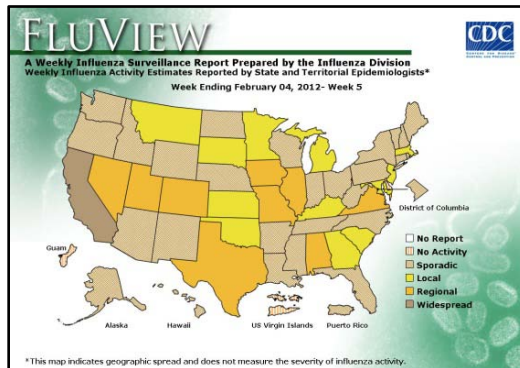 FLUVIEW
CDC
A Weekly Influenza Surveillance Report Prepared by the Influenza Division
Weekly Influenza Activity Estimates Reported by State and Territorial Epidemiologists*
Week Ending February 04, 2012- Week 5
District of Columbia
Guam
No Report
No Activity
Sporadic
Local
Regional
Widespread
Alaska
Hawaii
US Virgin Islands
Puerto Rico
*This map indicates geographic spread and does not measure the severity of influenza activity.